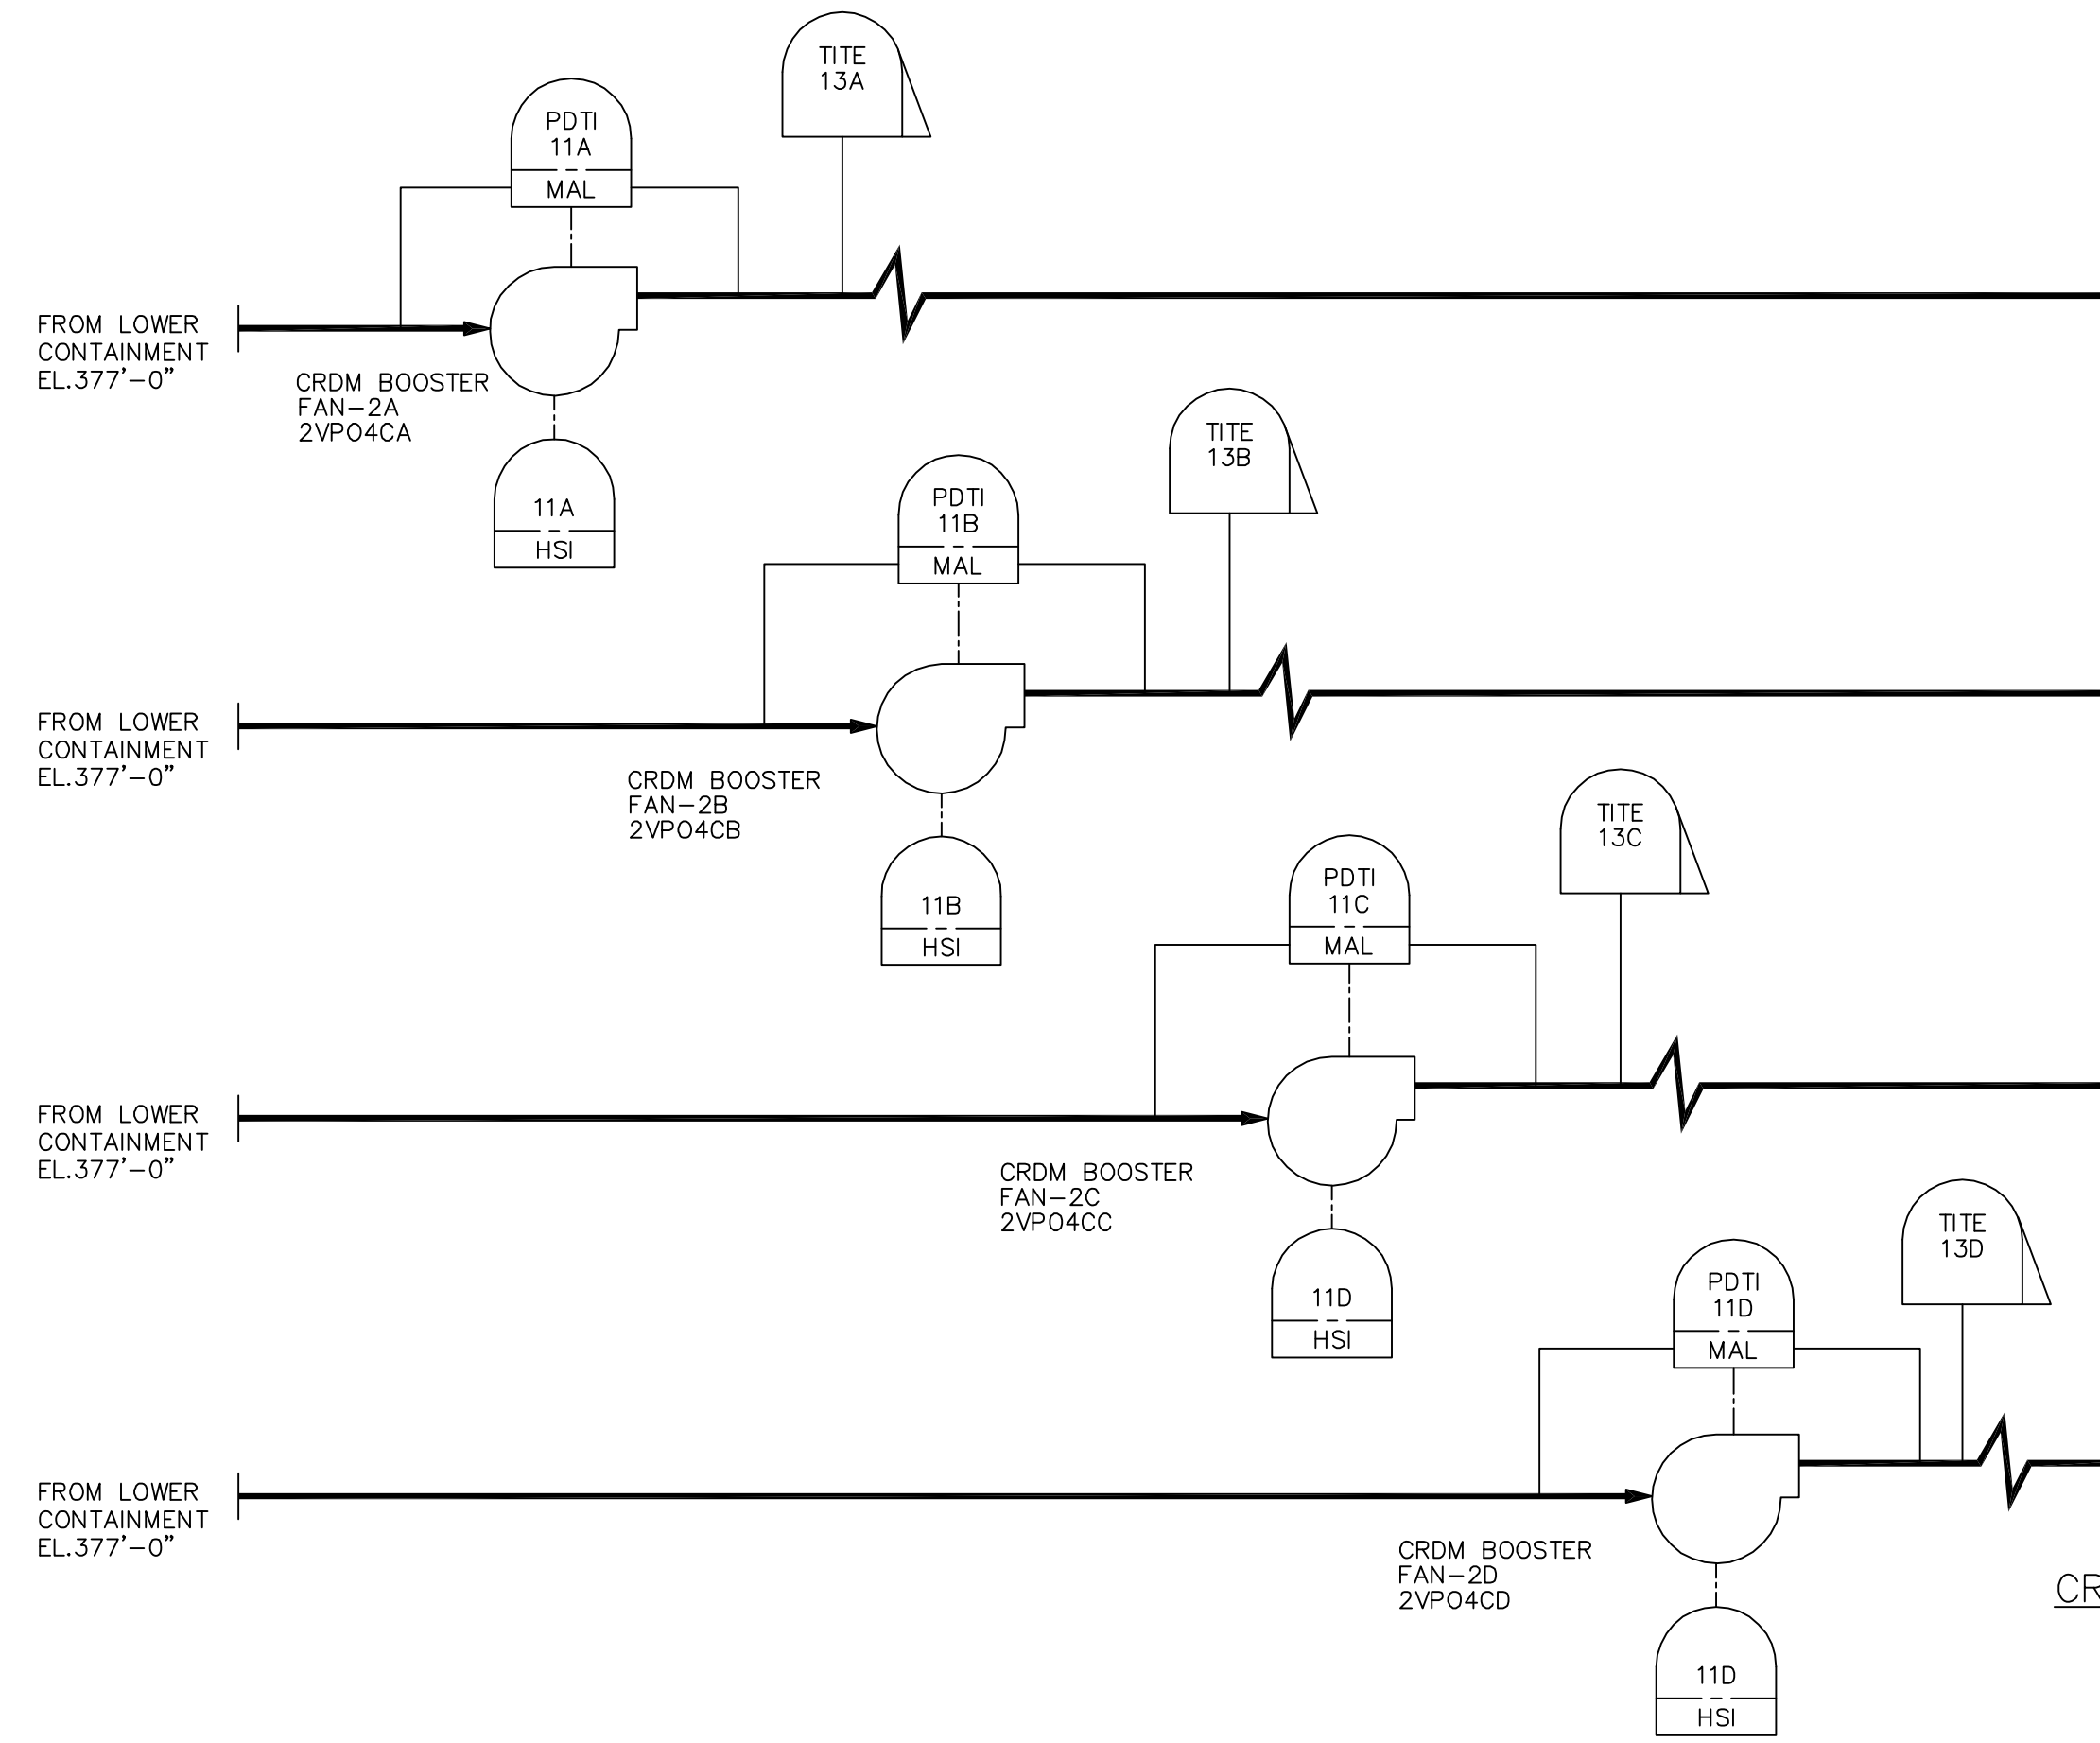 TITE
13A
PDTI
11A
MAL
FROM LOWER
CONTAINMENT
EL.377'-0"
CRDM BOOSTER
FAN-2A
2VP04CA
11A
HSI
TITE
13B
PDTI
11B
MAL
FROM LOWER
CONTAINMENT
EL.377'-0"
CRDM BOOSTER
FAN-2B
2VP04CB
11B
HSI
TITE
13C
PDTI
11C
MAL
FROM LOWER
CONTAINMENT
EL.377'-0"
CRDM BOOSTER
FAN-2C
2VP04CC
11D
HSI
TITE
13D
PDTI
11D
MAL
FROM LOWER
CONTAINMENT
EL.377'-0"
CRDM BOOSTER
FAN-2D
2VP04CD
11D
HSI